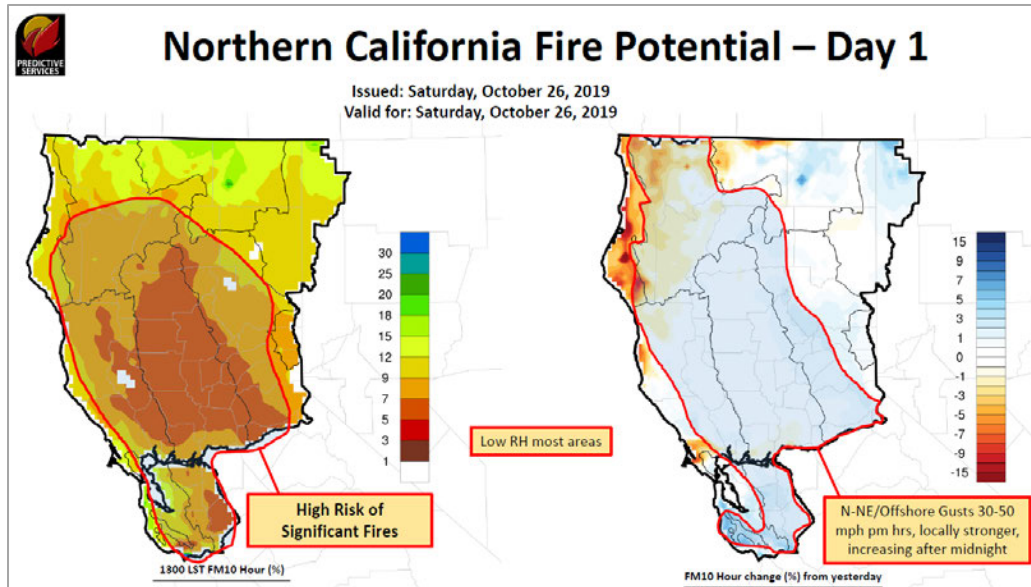 PREDICTIVE
SERVICES
Northern California Fire Potential – Day 1
Issued: Saturday, October 26, 2019
Valid for: Saturday, October 26, 2019
30
25
20
18
15
12
9
7
5
3
1
Low RH most areas
High Risk of
Significant Fires
1300 LST FM10 Hour (%)
15
9
7
5
3
1
0
-1
-3
-5
-7
-9
-15
N-NE/Offshore Gusts 30-50
mph pm hrs, locally stronger,
increasing after midnight
FM10 Hour change (%) from yesterday